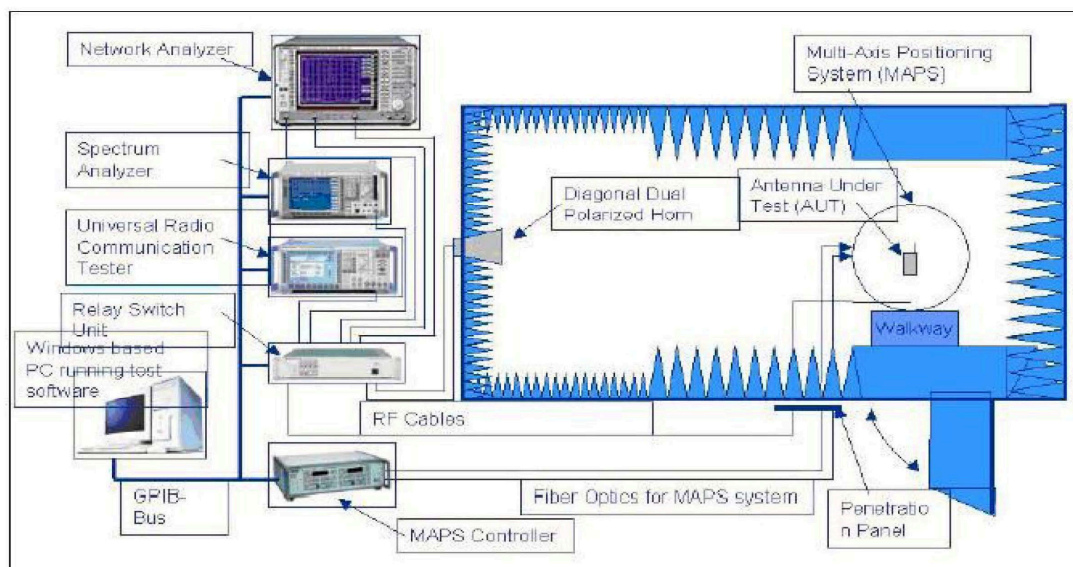 Network Analyzer
Spectrum
Analyzer
Universal Radio
Communication
Tester
Relay Switch
Unit
Windows based
PC running test
software
GPIB-
Bus
MAPS Controller
RF Cables
Fiber Optics for MAPS system
Diagonal Dual
Polarized Horn
Multi-Axis Positioning
System (MAPS)
Antenna Under
Test (AUT)
Walkway
Penetratio
n Panel